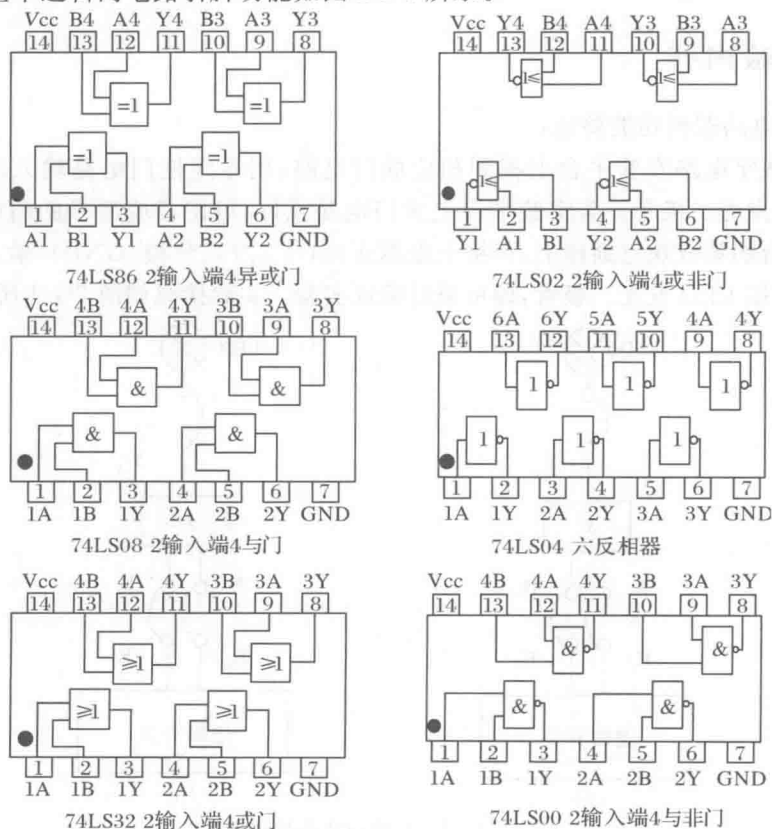 Vcc B4 A4 Y4 B3 A3 Y3
14 13 12 11 10 9 8
=1 =1
=1 =1
1 2 3 4 5 6 7
A1 B1 Y1 A2 B2 Y2 GND
74LS86 2输入端4异或门
Vcc Y4 B4 A4 Y3 B3 A3
14 13 12 11 10 9 8
1≤ 1≤
1≤ 1≤
1 2 3 4 5 6 7
Y1 A1 B1 Y2 A2 B2 GND
74LS02 2输入端4或非门
Vcc 4B 4A 4Y 3B 3A 3Y
14 13 12 11 10 9 8
& &
& &
1 2 3 4 5 6 7
1A 1B 1Y 2A 2B 2Y GND
74LS08 2输入端4与门
Vcc 6A 6Y 5A 5Y 4A 4Y
14 13 12 11 10 9 8
1 1 1
1 1 1
1 2 3 4 5 6 7
1A 1Y 2A 2Y 3A 3Y GND
74LS04 六反相器
Vcc 4B 4A 4Y 3B 3A 3Y
14 13 12 11 10 9 8
≥1 ≥1
≥1 ≥1
1 2 3 4 5 6 7
1A 1B 1Y 2A 2B 2Y GND
74LS32 2输入端4或门
Vcc 4B 4A 4Y 3B 3A 3Y
14 13 12 11 10 9 8
& &
& &
1 2 3 4 5 6 7
1A 1B 1Y 2A 2B 2Y GND
74LS00 2输入端4与非门